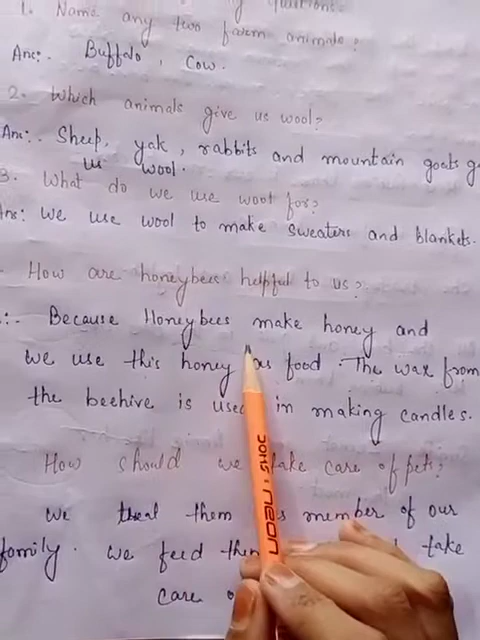 1. Name any two farm animals?
Ans:- Buffalo, Cow.
2. Which animals give us wool?
Ans:- Sheep, yak, rabbits and mountain goats
us wool.
3. What do we use wool for?
Ans: We use wool to make sweaters and blankets.
How are honeybees helpful to us?
:- Because Honeybees make honey and
we use this honey as food. The wax from
the beehive is used in making candles.
How should we take care of pets?
We treat them as member of our
family. We feed them take
care
DOMS neon